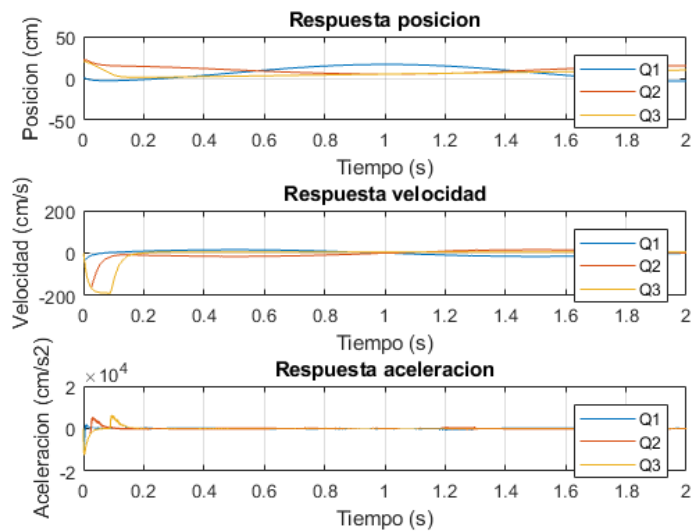 Respuesta posicion
Posicion (cm)
50
0
-50
Q1
Q2
Q3
0 0.2 0.4 0.6 0.8 1 1.2 1.4 1.6 1.8 2
Tiempo (s)
Respuesta velocidad
Velocidad (cm/s)
200
0
-200
Q1
Q2
Q3
0 0.2 0.4 0.6 0.8 1 1.2 1.4 1.6 1.8 2
Tiempo (s)
Respuesta aceleracion
Aceleracion (cm/s2)
×10⁴
2
0
-2
Q1
Q2
Q3
0 0.2 0.4 0.6 0.8 1 1.2 1.4 1.6 1.8 2
Tiempo (s)